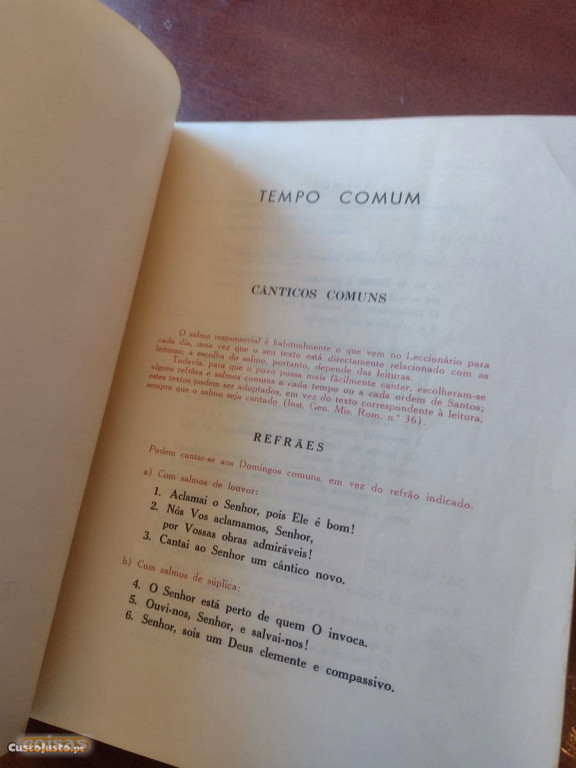 TEMPO COMUM
CÂNTICOS COMUNS
O salmo responsorial é habitualmente o que vem no Leccionário para
cada dia, uma vez que o seu texto está directamente relacionado com as
leituras; a escolha do salmo, portanto, depende das leituras.
Todavia, para que o povo possa mais fàcilmente cantar, escolheram-se
alguns refrães e salmos comuns a cada tempo ou a cada ordem de Santos;
estes textos podem ser adoptados, em vez do texto correspondente à leitura,
sempre que o salmo seja cantado (Inst. Gen. Mis. Rom. n.º 36).
REFRÃES
Podem cantar-se aos Domingos comuns, em vez do refrão indicado.
a) Com salmos de louvor:
1. Aclamai o Senhor, pois Ele é bom!
2. Nós Vos aclamamos, Senhor,
por Vossas obras admiráveis!
3. Cantai ao Senhor um cântico novo.
b) Com salmos de súplica:
4. O Senhor está perto de quem O invoca.
5. Ouvi-nos, Senhor, e salvai-nos!
6. Senhor, sois um Deus clemente e compassivo.
coisas
CustoJusto.pt